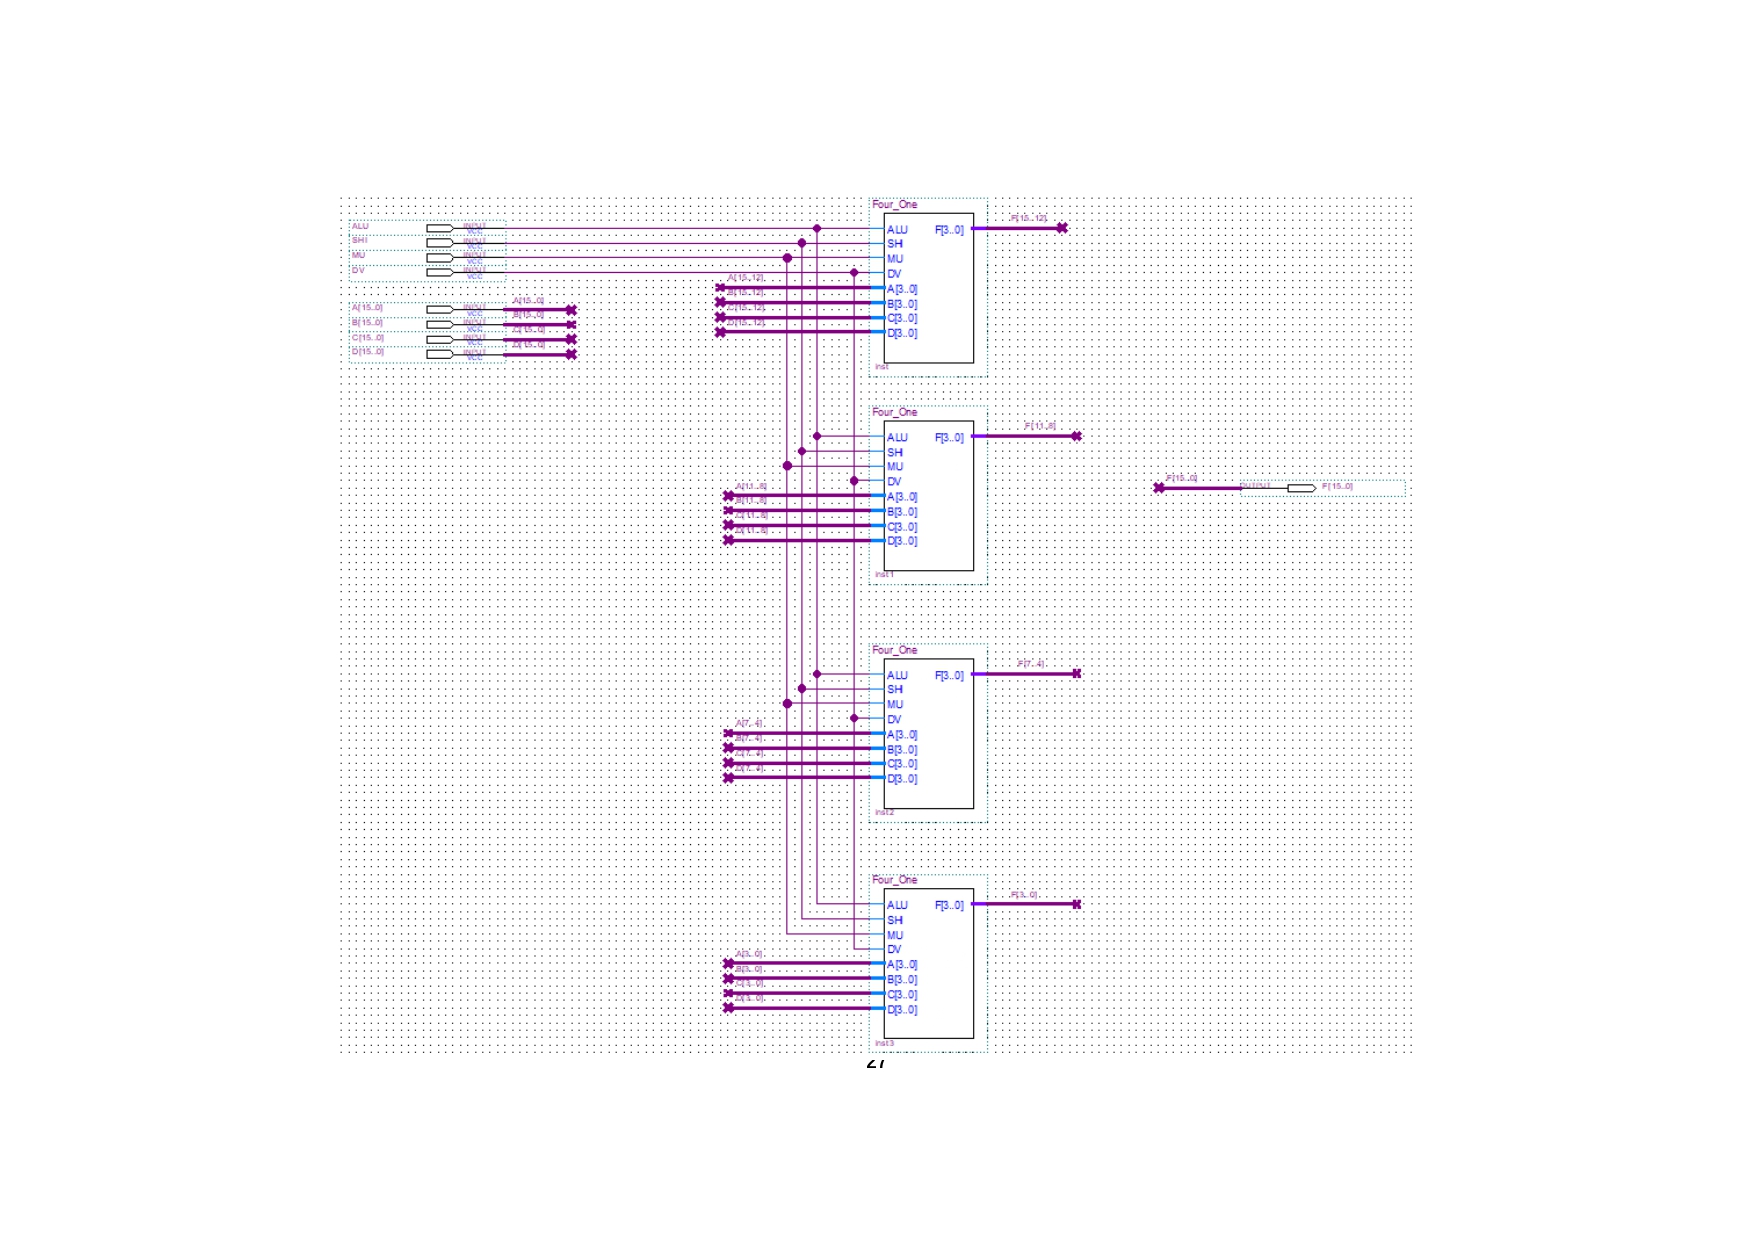 ALU INPUT VCC
SHI INPUT VCC
MU INPUT VCC
DV INPUT VCC
A[15..0] INPUT VCC A[15..0]
B[15..0] INPUT VCC B[15..0]
C[15..0] INPUT VCC C[15..0]
D[15..0] INPUT VCC D[15..0]
Four_One
ALU F[3..0] F[15..12]
SHI
MU
DV
A[15..12] A[3..0]
B[15..12] B[3..0]
C[15..12] C[3..0]
D[15..12] D[3..0]
inst
Four_One
ALU F[3..0] F[11..8]
SHI
MU
DV
A[11..8] A[3..0]
B[11..8] B[3..0]
C[11..8] C[3..0]
D[11..8] D[3..0]
inst1
F[15..0] OUTPUT F[15..0]
Four_One
ALU F[3..0] F[7..4]
SHI
MU
DV
A[7..4] A[3..0]
B[7..4] B[3..0]
C[7..4] C[3..0]
D[7..4] D[3..0]
inst2
Four_One
ALU F[3..0] F[3..0]
SHI
MU
DV
A[3..0] A[3..0]
B[3..0] B[3..0]
C[3..0] C[3..0]
D[3..0] D[3..0]
inst3
27